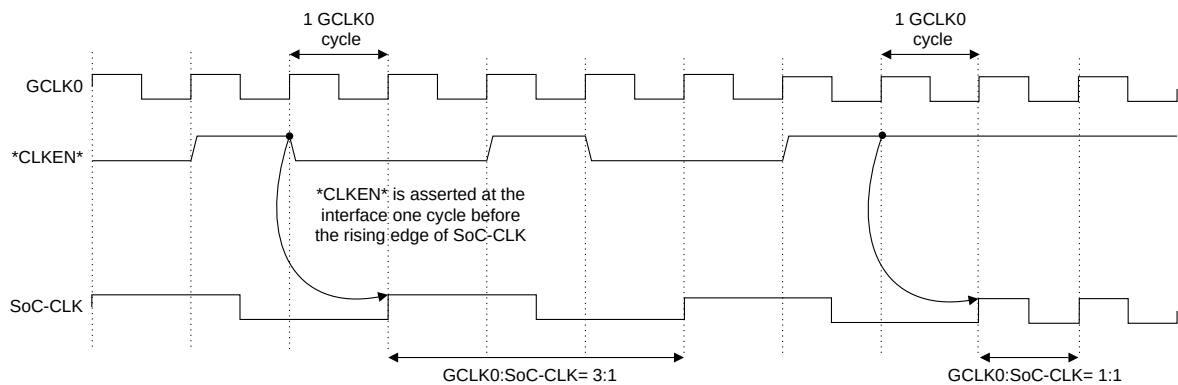 1 GCLK0
cycle
1 GCLK0
cycle
GCLK0
*CLKEN*
*CLKEN* is asserted at the
interface one cycle before
the rising edge of SoC-CLK
SoC-CLK
GCLK0:SoC-CLK= 3:1
GCLK0:SoC-CLK= 1:1